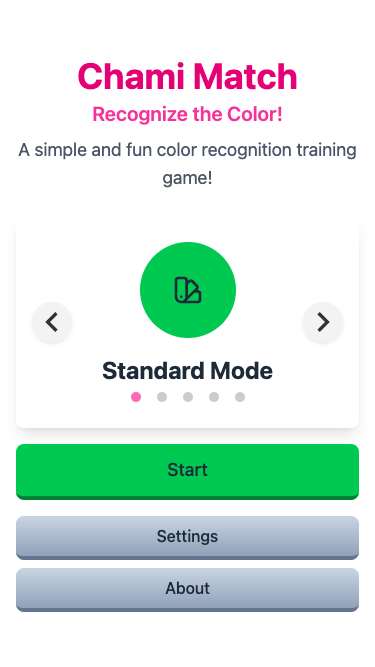 Chami Match
Recognize the Color!
A simple and fun color recognition training
game!
Standard Mode
Start
Settings
About